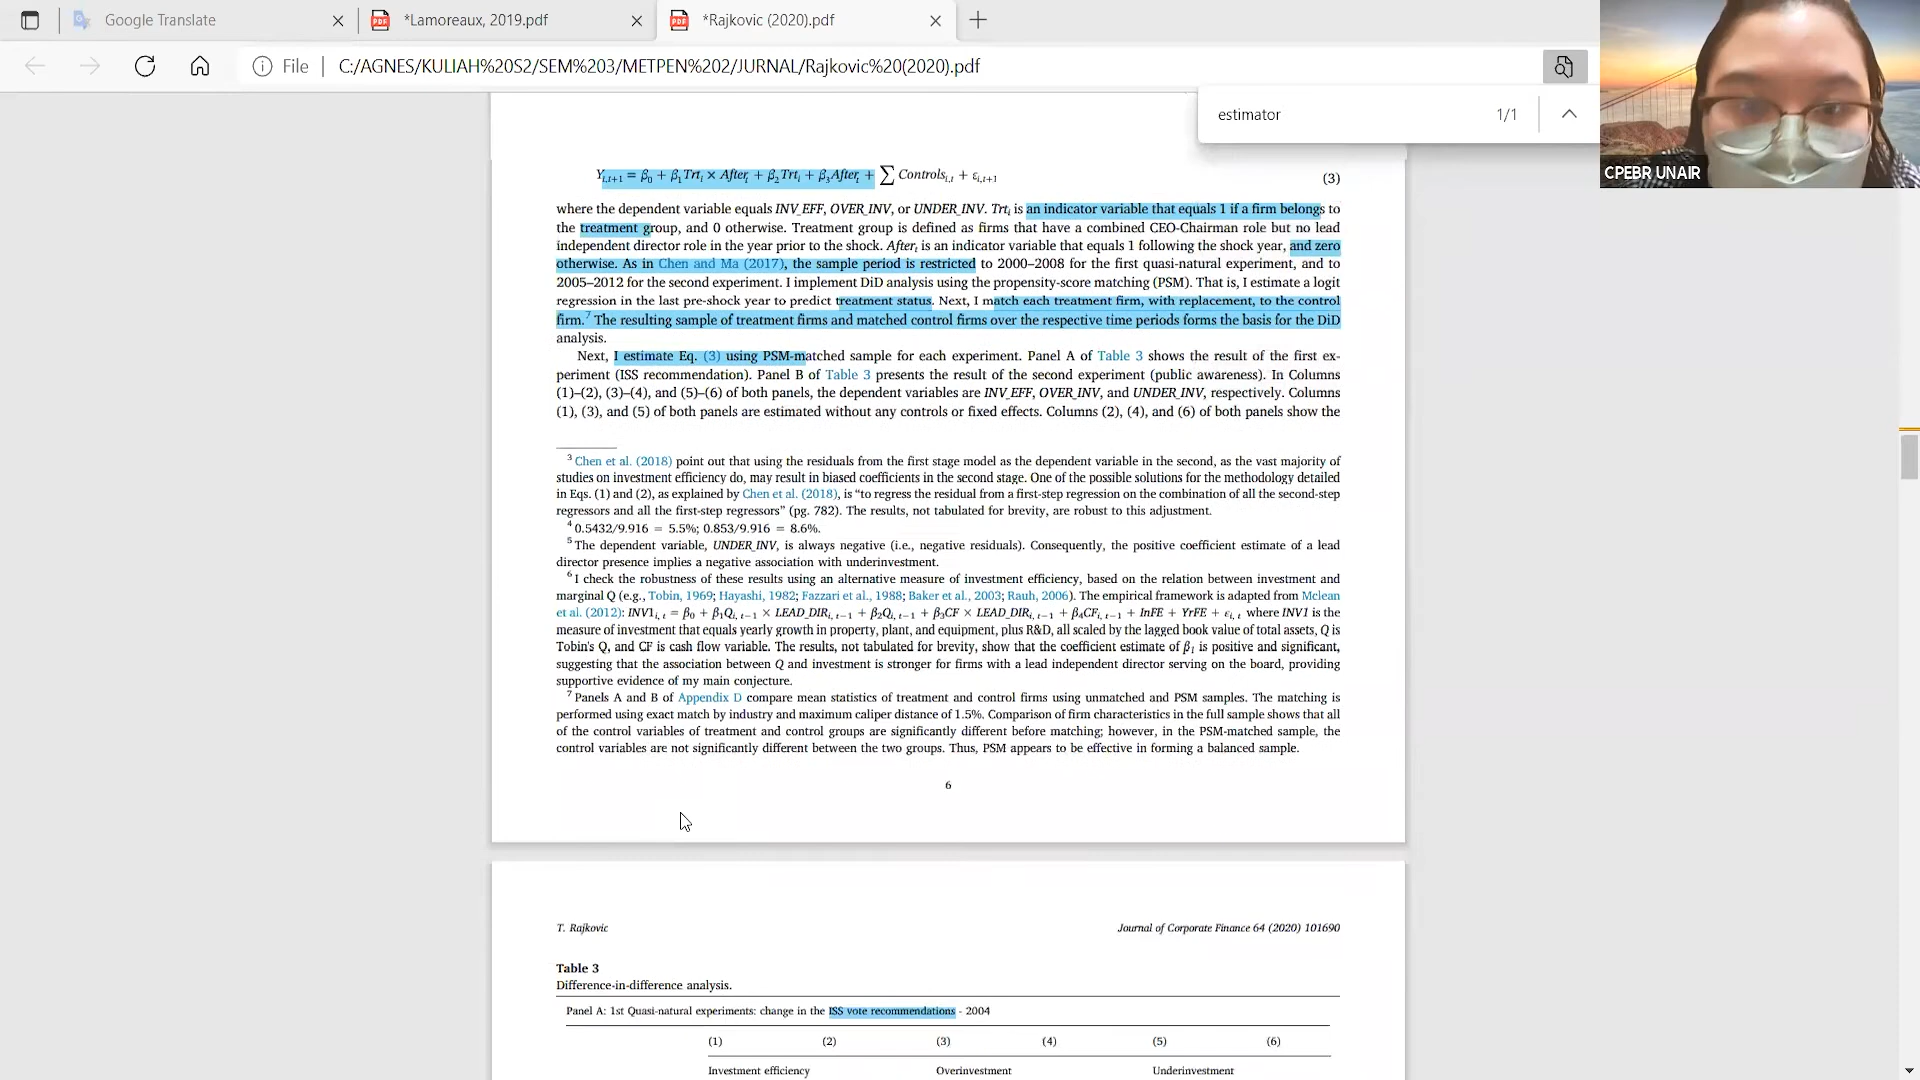 Google Translate
*Lamoreaux, 2019.pdf
*Rajkovic (2020).pdf
File
C:/AGNES/KULIAH%20S2/SEM%203/METPEN%202/JURNAL/Rajkovic%20(2020).pdf
estimator 1/1
CPEBR UNAIR
Yi,t+1 = β0 + β1Trti × Aftert + β2Trti + β3Aftert + ∑ Controlsi,t + εi,t+1 (3)
where the dependent variable equals INV_EFF, OVER_INV, or UNDER_INV. Trti is an indicator variable that equals 1 if a firm belongs to
the treatment group, and 0 otherwise. Treatment group is defined as firms that have a combined CEO-Chairman role but no lead
independent director role in the year prior to the shock. Aftert is an indicator variable that equals 1 following the shock year, and zero
otherwise. As in Chen and Ma (2017), the sample period is restricted to 2000–2008 for the first quasi-natural experiment, and to
2005–2012 for the second experiment. I implement DiD analysis using the propensity-score matching (PSM). That is, I estimate a logit
regression in the last pre-shock year to predict treatment status. Next, I match each treatment firm, with replacement, to the control
firm.7 The resulting sample of treatment firms and matched control firms over the respective time periods forms the basis for the DiD
analysis.
Next, I estimate Eq. (3) using PSM-matched sample for each experiment. Panel A of Table 3 shows the result of the first ex-
periment (ISS recommendation). Panel B of Table 3 presents the result of the second experiment (public awareness). In Columns
(1)–(2), (3)–(4), and (5)–(6) of both panels, the dependent variables are INV_EFF, OVER_INV, and UNDER_INV, respectively. Columns
(1), (3), and (5) of both panels are estimated without any controls or fixed effects. Columns (2), (4), and (6) of both panels show the
3 Chen et al. (2018) point out that using the residuals from the first stage model as the dependent variable in the second, as the vast majority of
studies on investment efficiency do, may result in biased coefficients in the second stage. One of the possible solutions for the methodology detailed
in Eqs. (1) and (2), as explained by Chen et al. (2018), is “to regress the residual from a first-step regression on the combination of all the second-step
regressors and all the first-step regressors” (pg. 782). The results, not tabulated for brevity, are robust to this adjustment.
4 0.5432/9.916 = 5.5%; 0.853/9.916 = 8.6%.
5 The dependent variable, UNDER_INV, is always negative (i.e., negative residuals). Consequently, the positive coefficient estimate of a lead
director presence implies a negative association with underinvestment.
6 I check the robustness of these results using an alternative measure of investment efficiency, based on the relation between investment and
marginal Q (e.g., Tobin, 1969; Hayashi, 1982; Fazzari et al., 1988; Baker et al., 2003; Rauh, 2006). The empirical framework is adapted from Mclean
et al. (2012): INV1i, t = β0 + β1Qi, t−1 × LEAD_DIRi, t−1 + β2Qi, t−1 + β3CF × LEAD_DIRi, t−1 + β4CFi, t−1 + InFE + YrFE + εi, t where INV1 is the
measure of investment that equals yearly growth in property, plant, and equipment, plus R&D, all scaled by the lagged book value of total assets, Q is
Tobin's Q, and CF is cash flow variable. The results, not tabulated for brevity, show that the coefficient estimate of β1 is positive and significant,
suggesting that the association between Q and investment is stronger for firms with a lead independent director serving on the board, providing
supportive evidence of my main conjecture.
7 Panels A and B of Appendix D compare mean statistics of treatment and control firms using unmatched and PSM samples. The matching is
performed using exact match by industry and maximum caliper distance of 1.5%. Comparison of firm characteristics in the full sample shows that all
of the control variables of treatment and control groups are significantly different before matching; however, in the PSM-matched sample, the
control variables are not significantly different between the two groups. Thus, PSM appears to be effective in forming a balanced sample.
6
T. Rajkovic Journal of Corporate Finance 64 (2020) 101690
Table 3
Difference-in-difference analysis.
Panel A: 1st Quasi-natural experiments: change in the ISS vote recommendations - 2004
(1) (2) (3) (4) (5) (6)
Investment efficiency Overinvestment Underinvestment